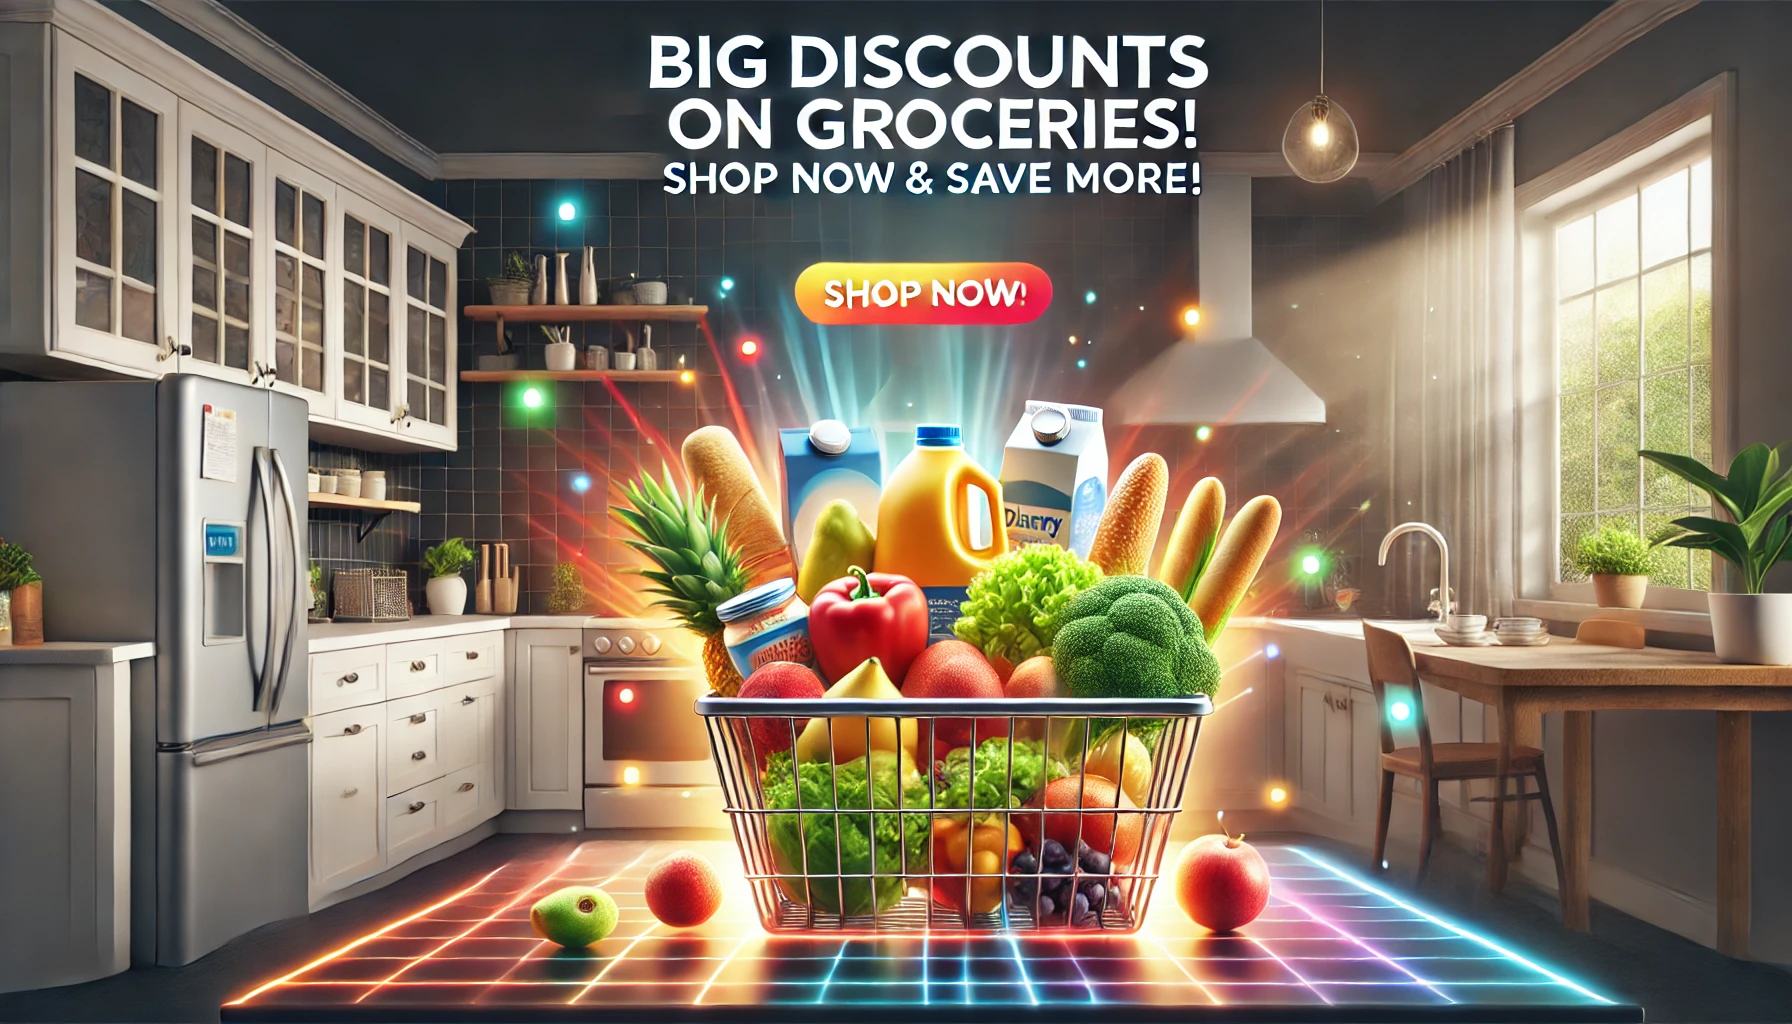 BIG DISCOUNTS
ON GROCERIES!
SHOP NOW & SAVE MORE!
SHOP NOW!